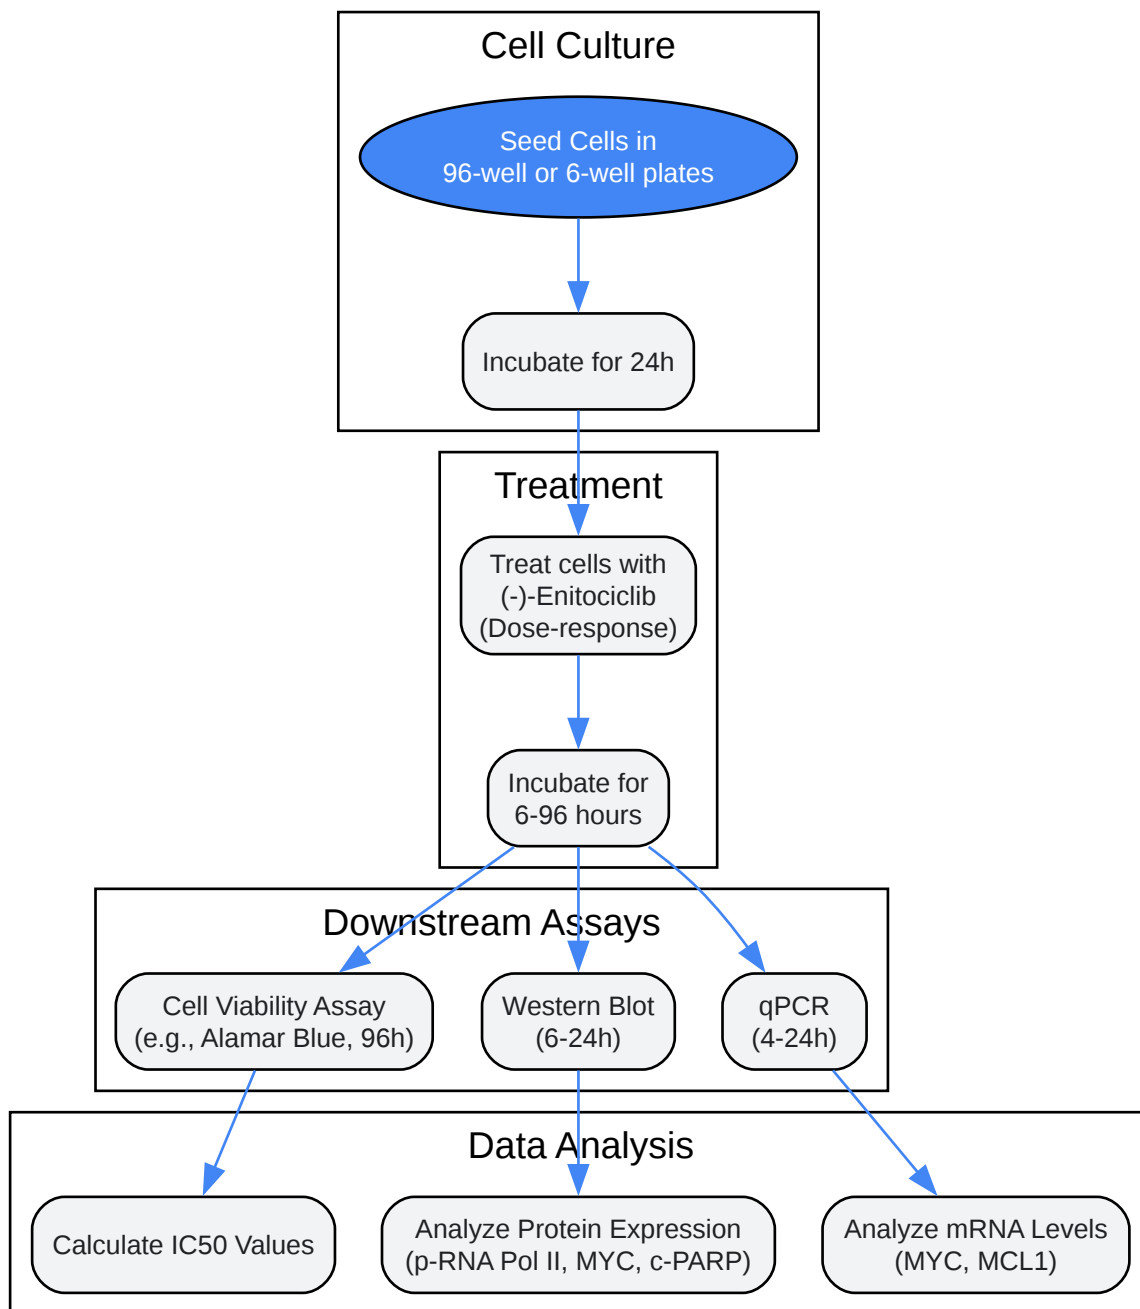 Cell Culture
Seed Cells in
96-well or 6-well plates
Incubate for 24h
Treatment
Treat cells with
(-)-Enitociclib
(Dose-response)
Incubate for
6-96 hours
Downstream Assays
Cell Viability Assay
(e.g., Alamar Blue, 96h)
Western Blot
(6-24h)
qPCR
(4-24h)
Data Analysis
Calculate IC50 Values
Analyze Protein Expression
(p-RNA Pol II, MYC, c-PARP)
Analyze mRNA Levels
(MYC, MCL1)